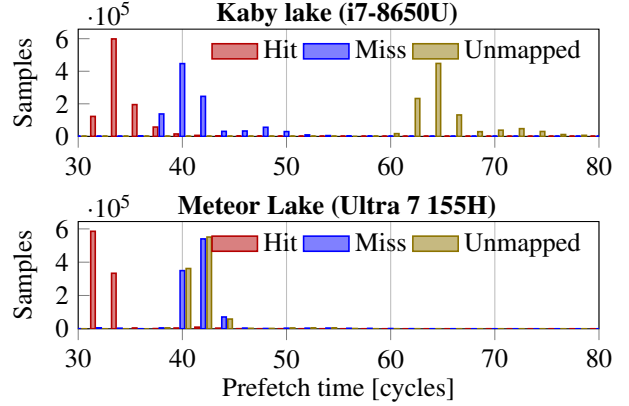 Kaby lake (i7-8650U)
·10^5
Hit Miss Unmapped
Samples
6
4
2
0
30 40 50 60 70 80
Meteor Lake (Ultra 7 155H)
·10^5
Hit Miss Unmapped
Samples
6
4
2
0
30 40 50 60 70 80
Prefetch time [cycles]